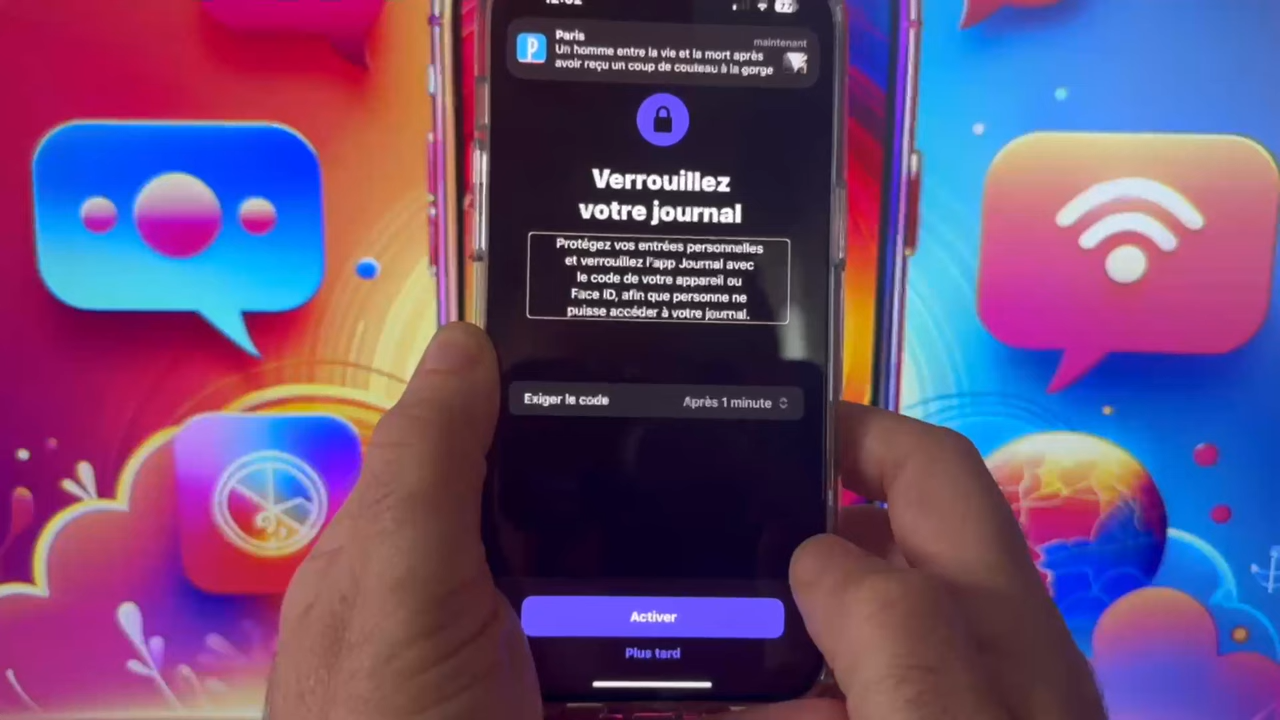 77
Paris
maintenant
Un homme entre la vie et la mort après
avoir reçu un coup de couteau à la gorge
Verrouillez
votre journal
Protégez vos entrées personnelles
et verrouillez l'app Journal avec
le code de votre appareil ou
Face ID, afin que personne ne
puisse accéder à votre journal.
Exiger le code
Après 1 minute
Activer
Plus tard